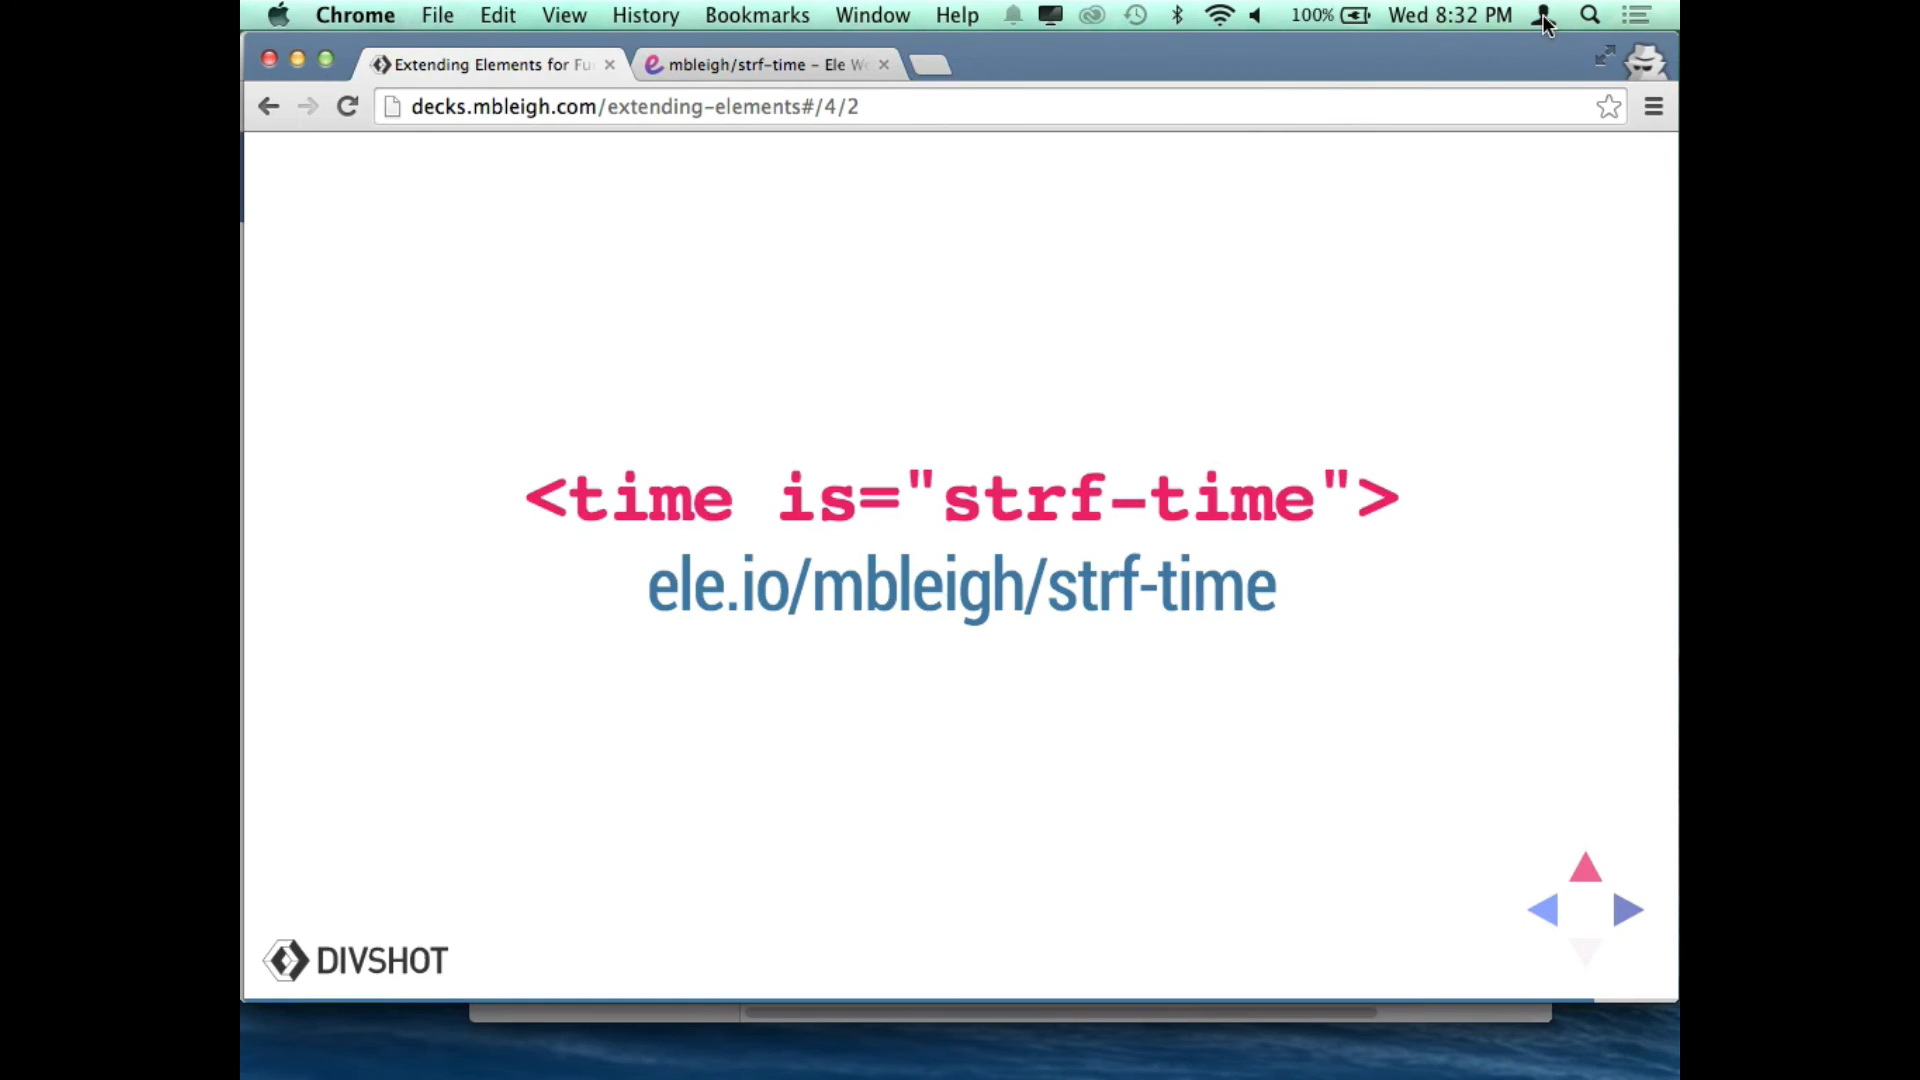 Chrome File Edit View History Bookmarks Window Help 100% Wed 8:32 PM
Extending Elements for Fu mbleigh/strf-time – Ele W
decks.mbleigh.com/extending-elements#/4/2
<time is="strf-time">
ele.io/mbleigh/strf-time
DIVSHOT